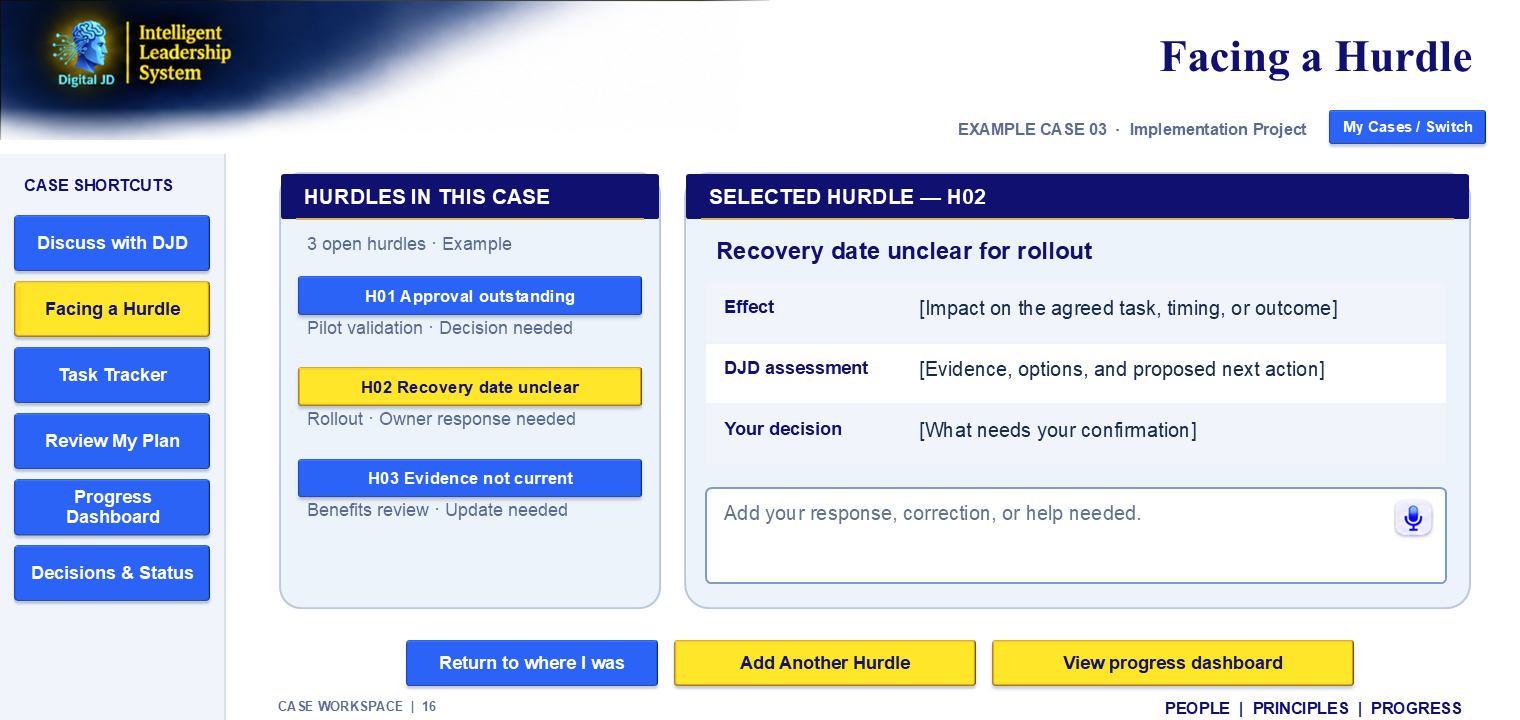 Digital JD
Intelligent
Leadership
System
Facing a Hurdle
EXAMPLE CASE 03 · Implementation Project
My Cases / Switch
CASE SHORTCUTS
Discuss with DJD
Facing a Hurdle
Task Tracker
Review My Plan
Progress
Dashboard
Decisions & Status
HURDLES IN THIS CASE
3 open hurdles · Example
H01 Approval outstanding
Pilot validation · Decision needed
H02 Recovery date unclear
Rollout · Owner response needed
H03 Evidence not current
Benefits review · Update needed
SELECTED HURDLE — H02
Recovery date unclear for rollout
Effect [Impact on the agreed task, timing, or outcome]
DJD assessment [Evidence, options, and proposed next action]
Your decision [What needs your confirmation]
Add your response, correction, or help needed.
Return to where I was
Add Another Hurdle
View progress dashboard
CASE WORKSPACE | 16
PEOPLE | PRINCIPLES | PROGRESS